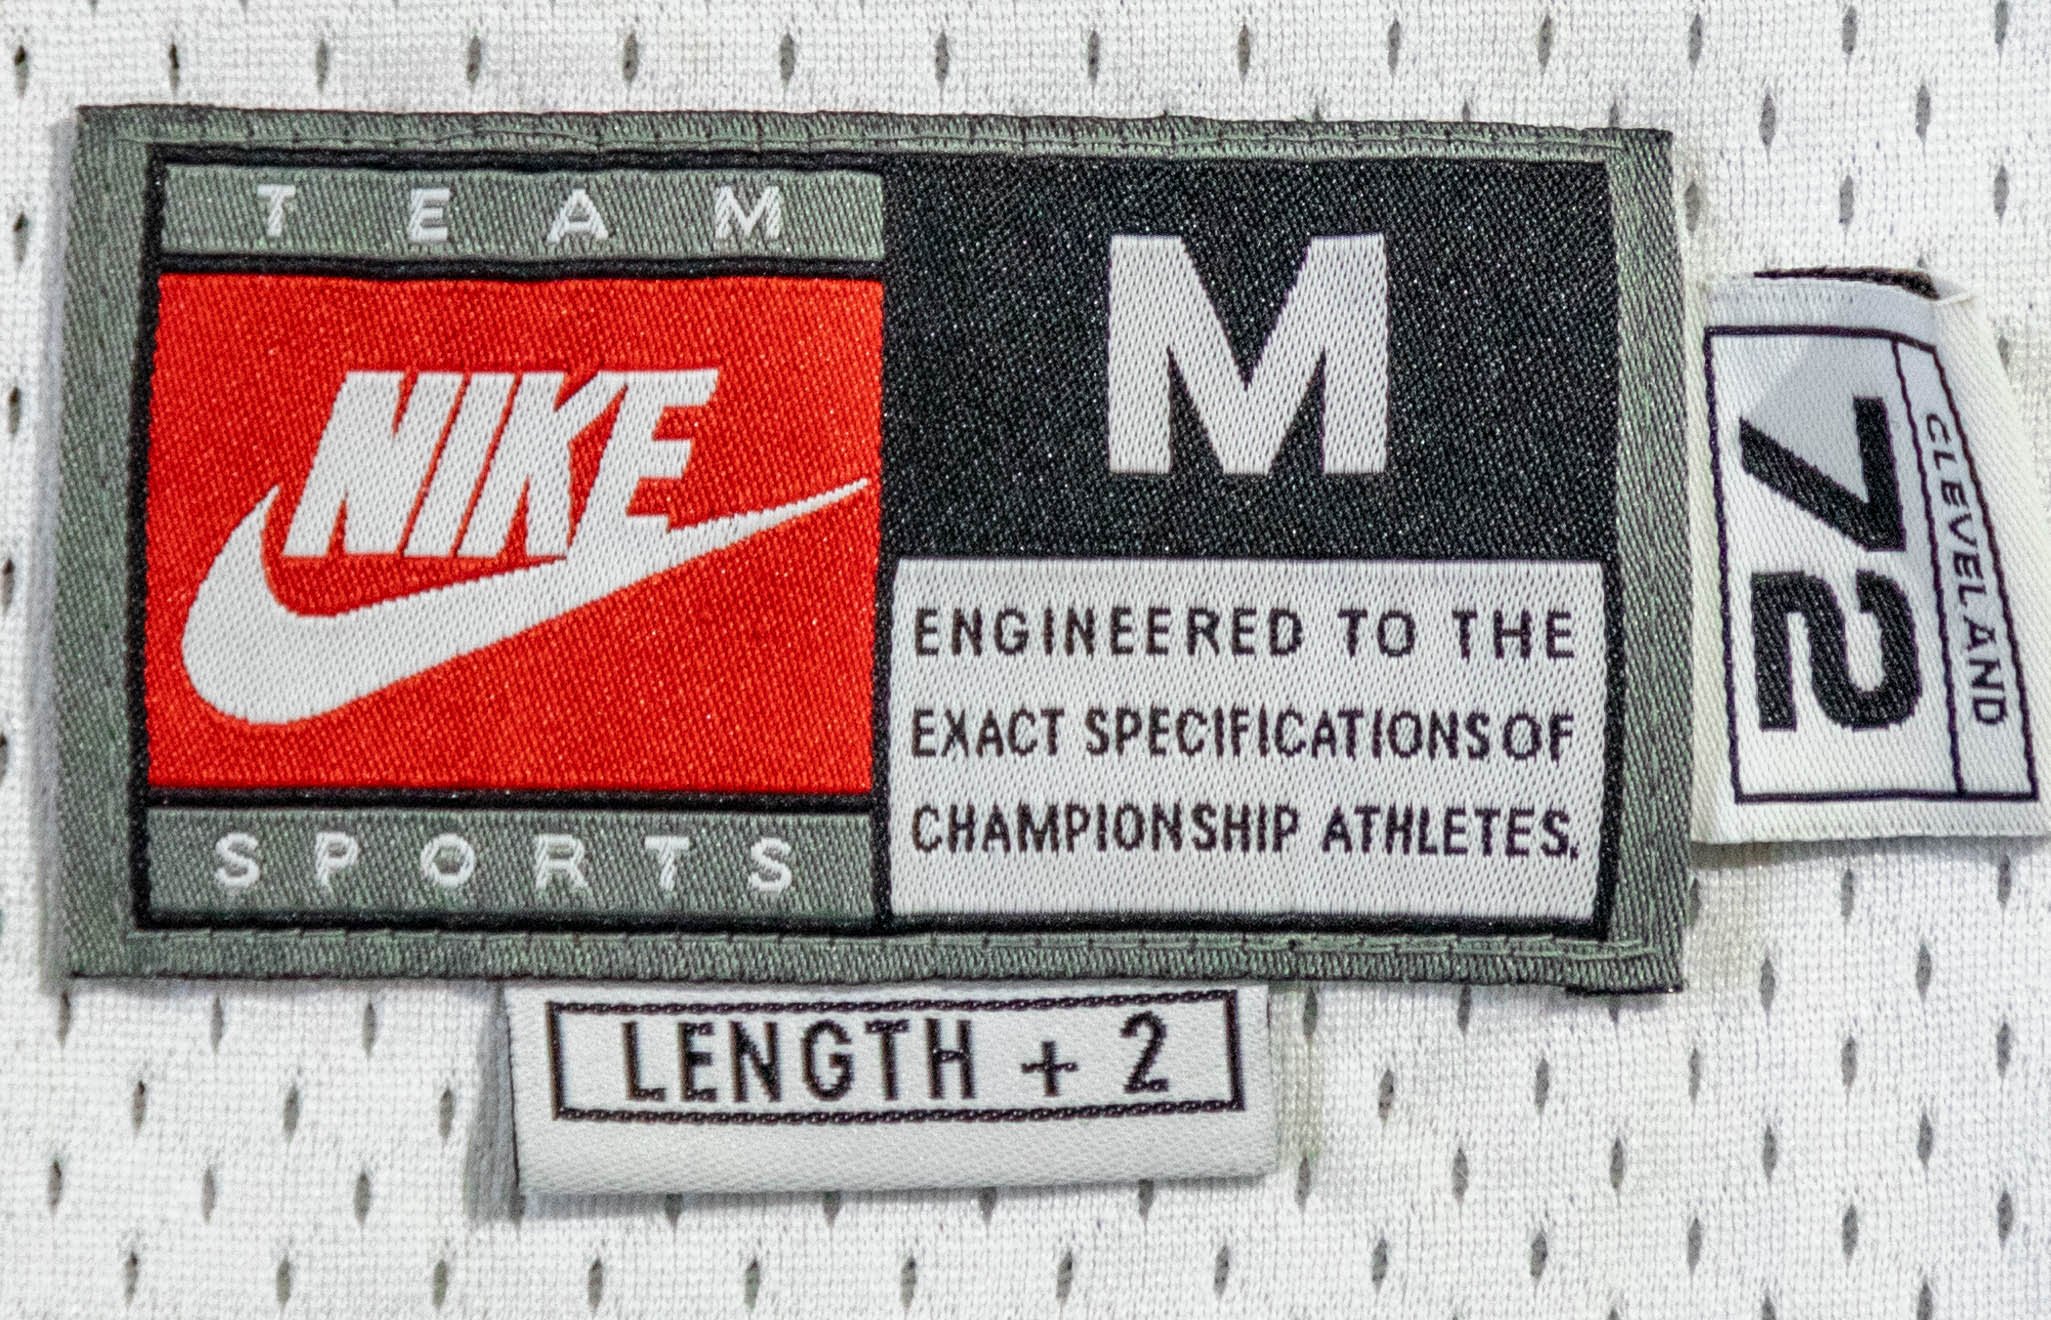 TEAM
NIKE
SPORTS
M
ENGINEERED TO THE
EXACT SPECIFICATIONS OF
CHAMPIONSHIP ATHLETES.
LENGTH + 2
CLEVELAND
72